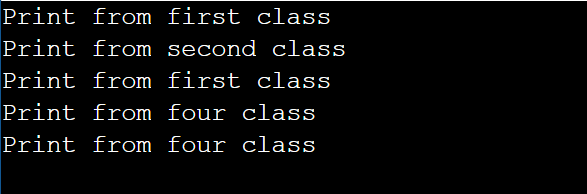 Print from first class
Print from second class
Print from first class
Print from four class
Print from four class